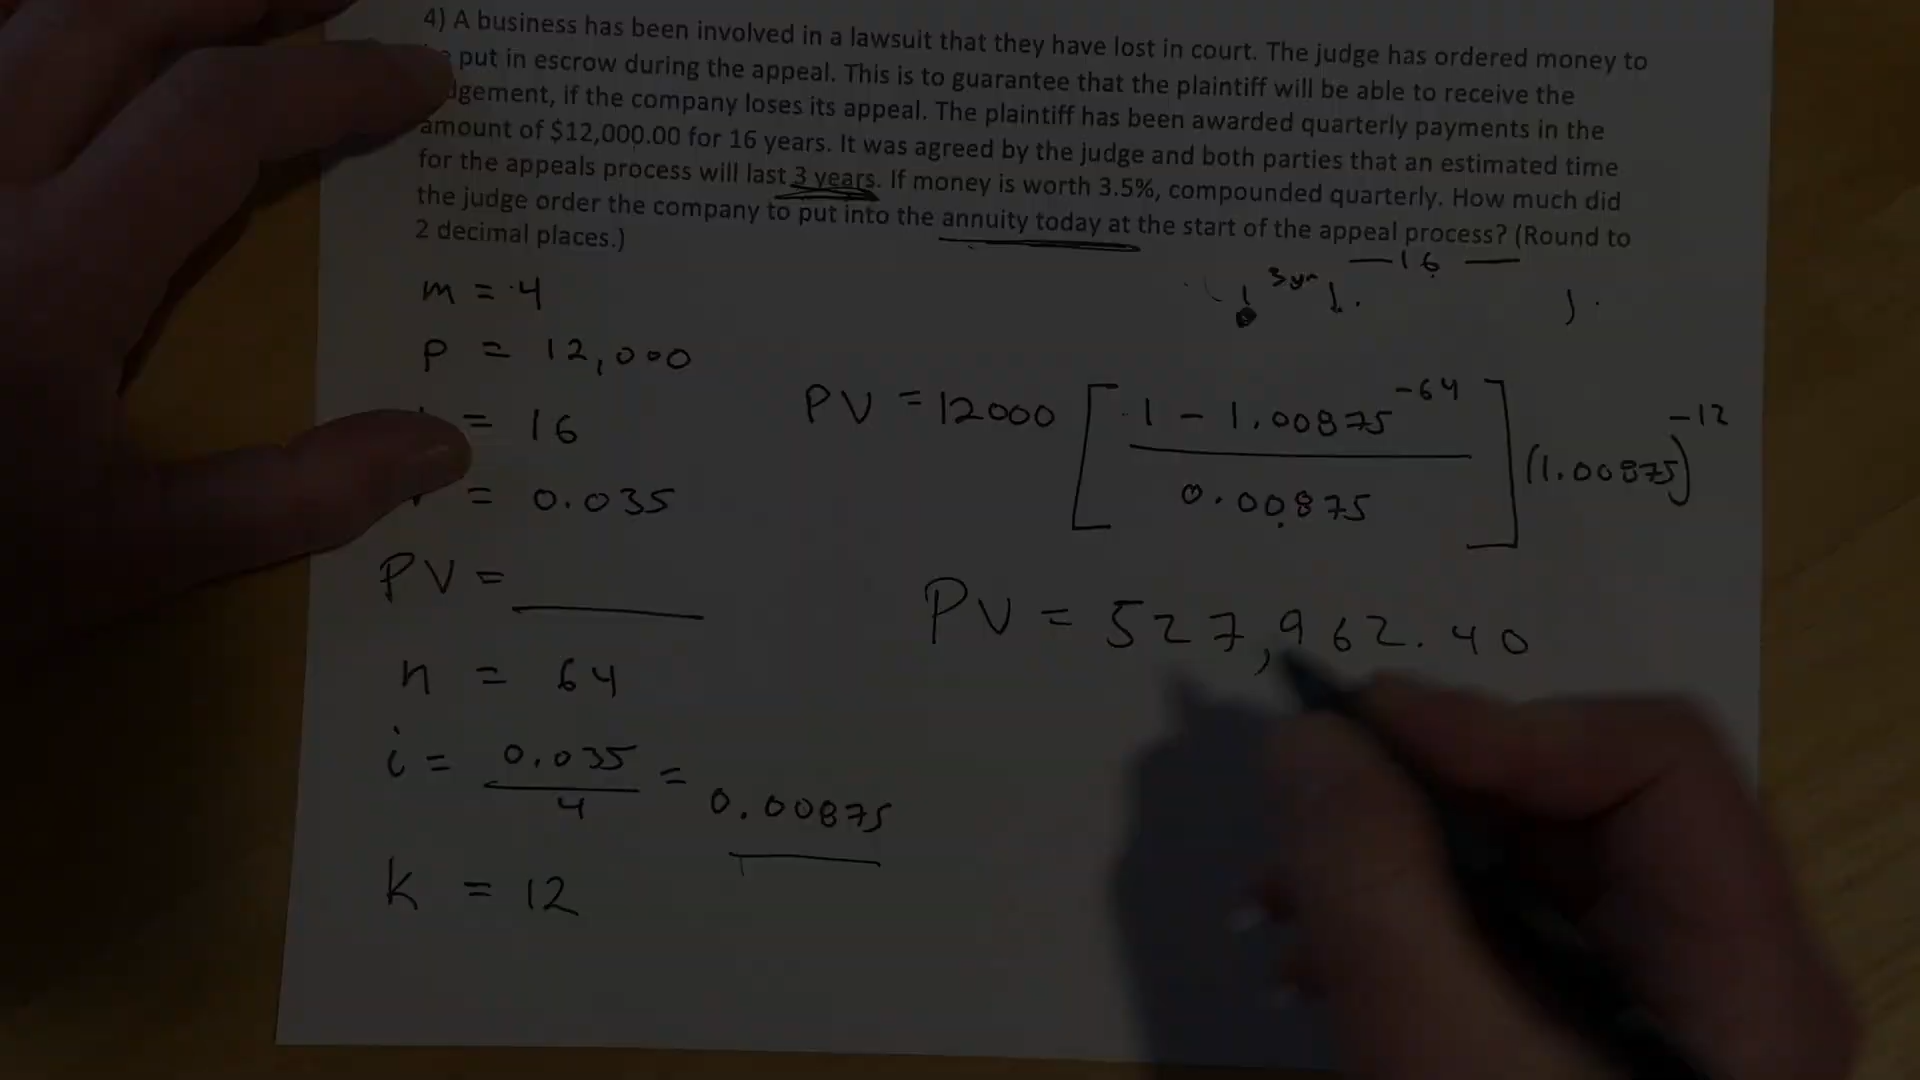 4) A business has been involved in a lawsuit that they have lost in court. The judge has ordered money to
put in escrow during the appeal. This is to guarantee that the plaintiff will be able to receive the
dgement, if the company loses its appeal. The plaintiff has been awarded quarterly payments in the
amount of $12,000.00 for 16 years. It was agreed by the judge and both parties that an estimated time
for the appeals process will last 3 years. If money is worth 3.5%, compounded quarterly. How much did
the judge order the company to put into the annuity today at the start of the appeal process? (Round to
2 decimal places.)
16
3 yr
m = 4
p = 12,000
= 16
= 0.035
PV =
n = 64
i = 0.035 / 4 = 0.00875
k = 12
PV = 12000 [ 1 - 1.00875^-64 / 0.00875 ] (1.00875)^-12
PV = 527,962.40